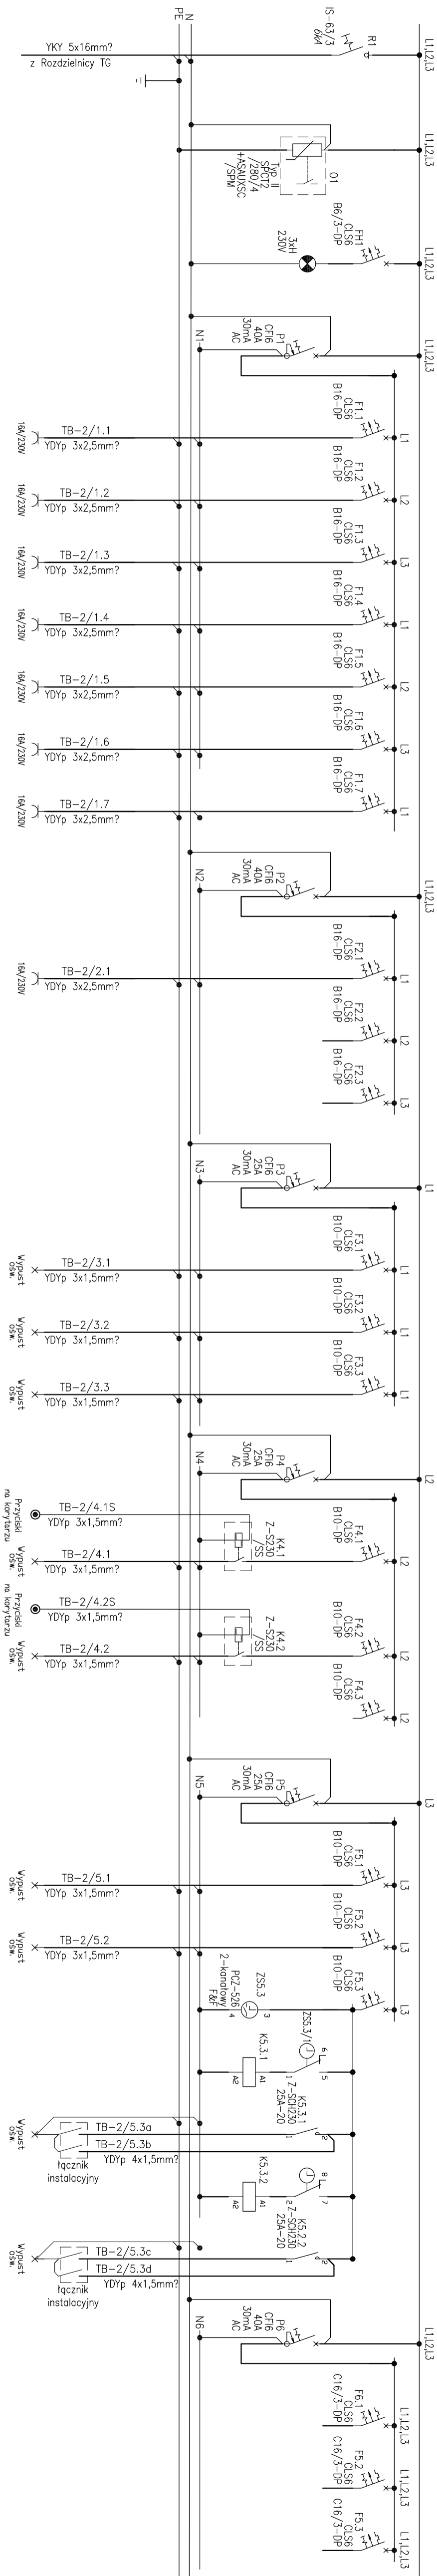 L1,L2,L3
R1
IS-63/3
6kA
N
PE
YKY 5x16mm?
z Rozdzielnicy TG
L1,L2,L3
O1
Typ II
SPCT2
/280/4
+ASAUXSC
/SPM
L1,L2,L3
FH1
CLS6
B6/3-DP
3xH
230V
L1,L2,L3
P1
CFI6
40A
30mA
AC
N1
L1
F1.1
CLS6
B16-DP
TB-2/1.1
YDYp 3x2,5mm?
16A/230V
L2
F1.2
CLS6
B16-DP
TB-2/1.2
YDYp 3x2,5mm?
16A/230V
L3
F1.3
CLS6
B16-DP
TB-2/1.3
YDYp 3x2,5mm?
16A/230V
L1
F1.4
CLS6
B16-DP
TB-2/1.4
YDYp 3x2,5mm?
16A/230V
L2
F1.5
CLS6
B16-DP
TB-2/1.5
YDYp 3x2,5mm?
16A/230V
L3
F1.6
CLS6
B16-DP
TB-2/1.6
YDYp 3x2,5mm?
16A/230V
L1
F1.7
CLS6
B16-DP
TB-2/1.7
YDYp 3x2,5mm?
16A/230V
L1,L2,L3
P2
CFI6
40A
30mA
AC
N2
L1
F2.1
CLS6
B16-DP
TB-2/2.1
YDYp 3x2,5mm?
16A/230V
L2
F2.2
CLS6
B16-DP
L3
F2.3
CLS6
B16-DP
L1
P3
CFI6
25A
30mA
AC
N3
L1
F3.1
CLS6
B10-DP
TB-2/3.1
YDYp 3x1,5mm?
Wypust
ośw.
L1
F3.2
CLS6
B10-DP
TB-2/3.2
YDYp 3x1,5mm?
Wypust
ośw.
L1
F3.3
CLS6
B10-DP
TB-2/3.3
YDYp 3x1,5mm?
Wypust
ośw.
L2
P4
CFI6
25A
30mA
AC
N4
TB-2/4.1S
YDYp 3x1,5mm?
Przyciski
na korytarzu
L2
F4.1
CLS6
B10-DP
K4.1
Z-S230
/SS
TB-2/4.1
YDYp 3x1,5mm?
Wypust
ośw.
TB-2/4.2S
YDYp 3x1,5mm?
Przyciski
na korytarzu
L2
F4.2
CLS6
B10-DP
K4.2
Z-S230
/SS
TB-2/4.2
YDYp 3x1,5mm?
Wypust
ośw.
L2
F4.3
CLS6
B10-DP
L3
P5
CFI6
25A
30mA
AC
N5
L3
F5.1
CLS6
B10-DP
TB-2/5.1
YDYp 3x1,5mm?
Wypust
ośw.
L3
F5.2
CLS6
B10-DP
TB-2/5.2
YDYp 3x1,5mm?
Wypust
ośw.
L3
F5.3
CLS6
B10-DP
ZS5.3
3
4
PCZ-526
2-kanałowy
F&F
ZS5.3/1
6
5
1
K5.3.1
A1
A2
K5.3.1
Z-SCH230
25A-20
2
1
TB-2/5.3a
TB-2/5.3b
YDYp 4x1,5mm?
łącznik
instalacyjny
Wypust
ośw.
8
7
2
K5.3.2
A1
A2
K5.2.2
Z-SCH230
25A-20
2
1
TB-2/5.3c
TB-2/5.3d
YDYp 4x1,5mm?
łącznik
instalacyjny
Wypust
ośw.
L1,L2,L3
P6
CFI6
40A
30mA
AC
N6
L1,L2,L3
F6.1
CLS6
C16/3-DP
L1,L2,L3
F5.2
CLS6
C16/3-DP
L1,L2,L3
F5.3
CLS6
C16/3-DP